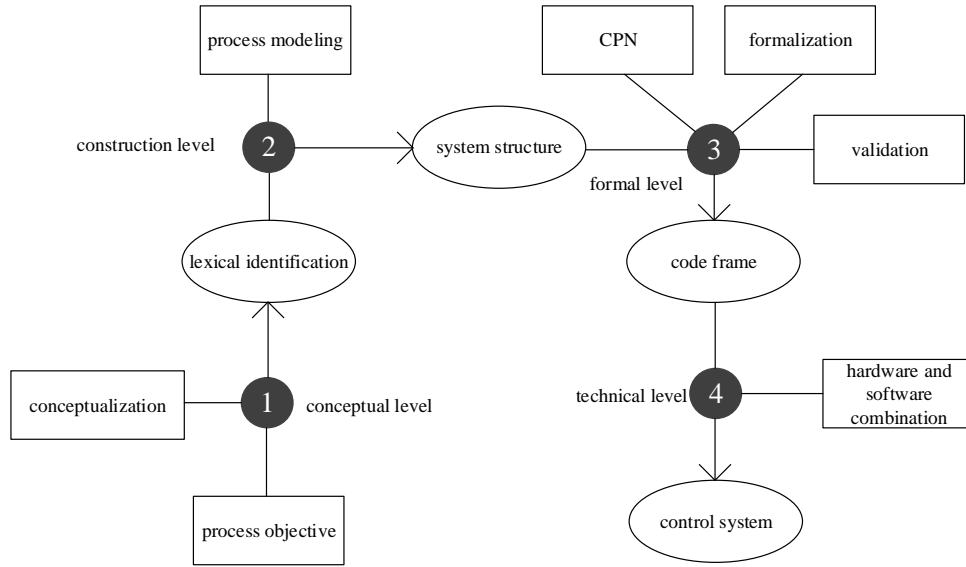 process modeling
CPN
formalization
construction level
2
system structure
3
validation
formal level
lexical identification
code frame
conceptualization
1
conceptual level
technical level
4
hardware and
software
combination
process objective
control system